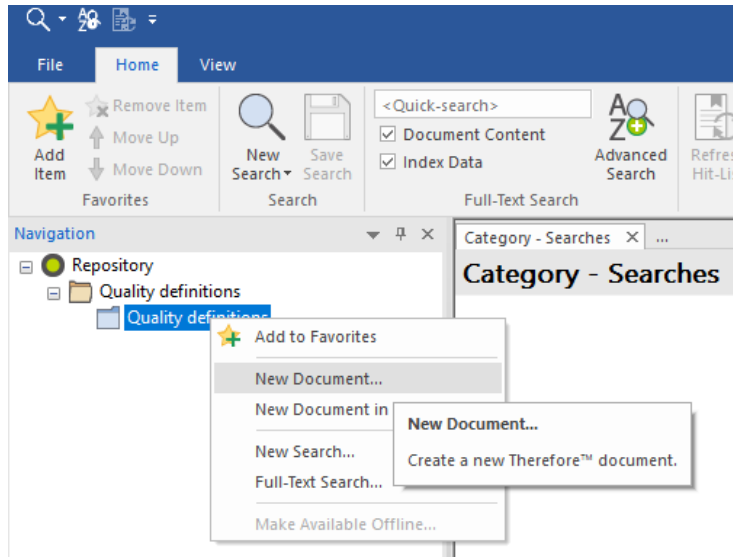 File Home View
Add Item
Remove Item
Move Up
Move Down
Favorites
New Search
Save Search
Search
<Quick-search>
Document Content
Index Data
Advanced Search
Full-Text Search
Navigation
Category - Searches ...
Repository
Quality definitions
Quality definitions
Category - Searches
Add to Favorites
New Document...
New Document in
New Search...
Full-Text Search...
Make Available Offline...
New Document...
Create a new Therefore™ document.